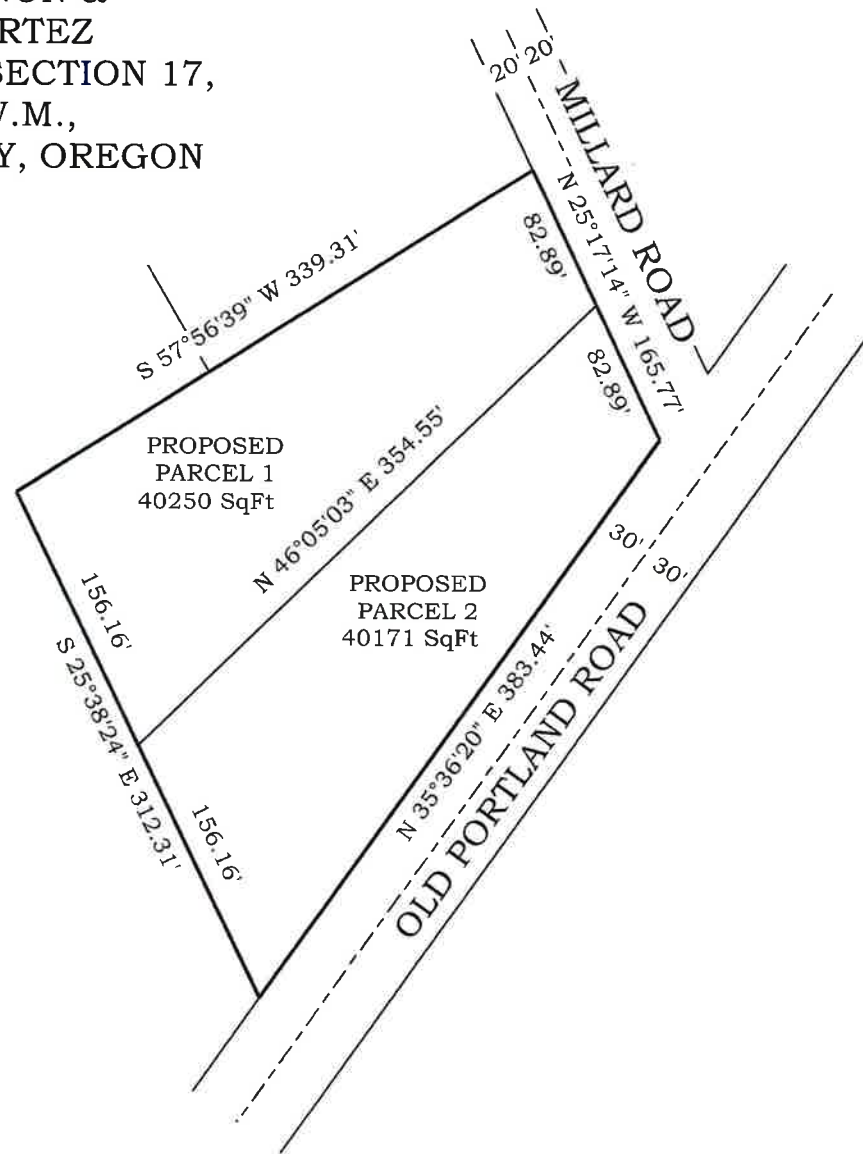 SECTION 17,
W.M.,
OREGON
20' 20'
MILLARD ROAD
N 25°17'14" W 165.77'
82.89'
82.89'
S 57°56'39" W 339.31'
PROPOSED
PARCEL 1
40250 SqFt
N 46°05'03" E 354.55'
PROPOSED
PARCEL 2
40171 SqFt
30' 30'
156.16'
S 25°38'24" E 312.31'
156.16'
N 35°36'20" E 383.44'
OLD PORTLAND ROAD